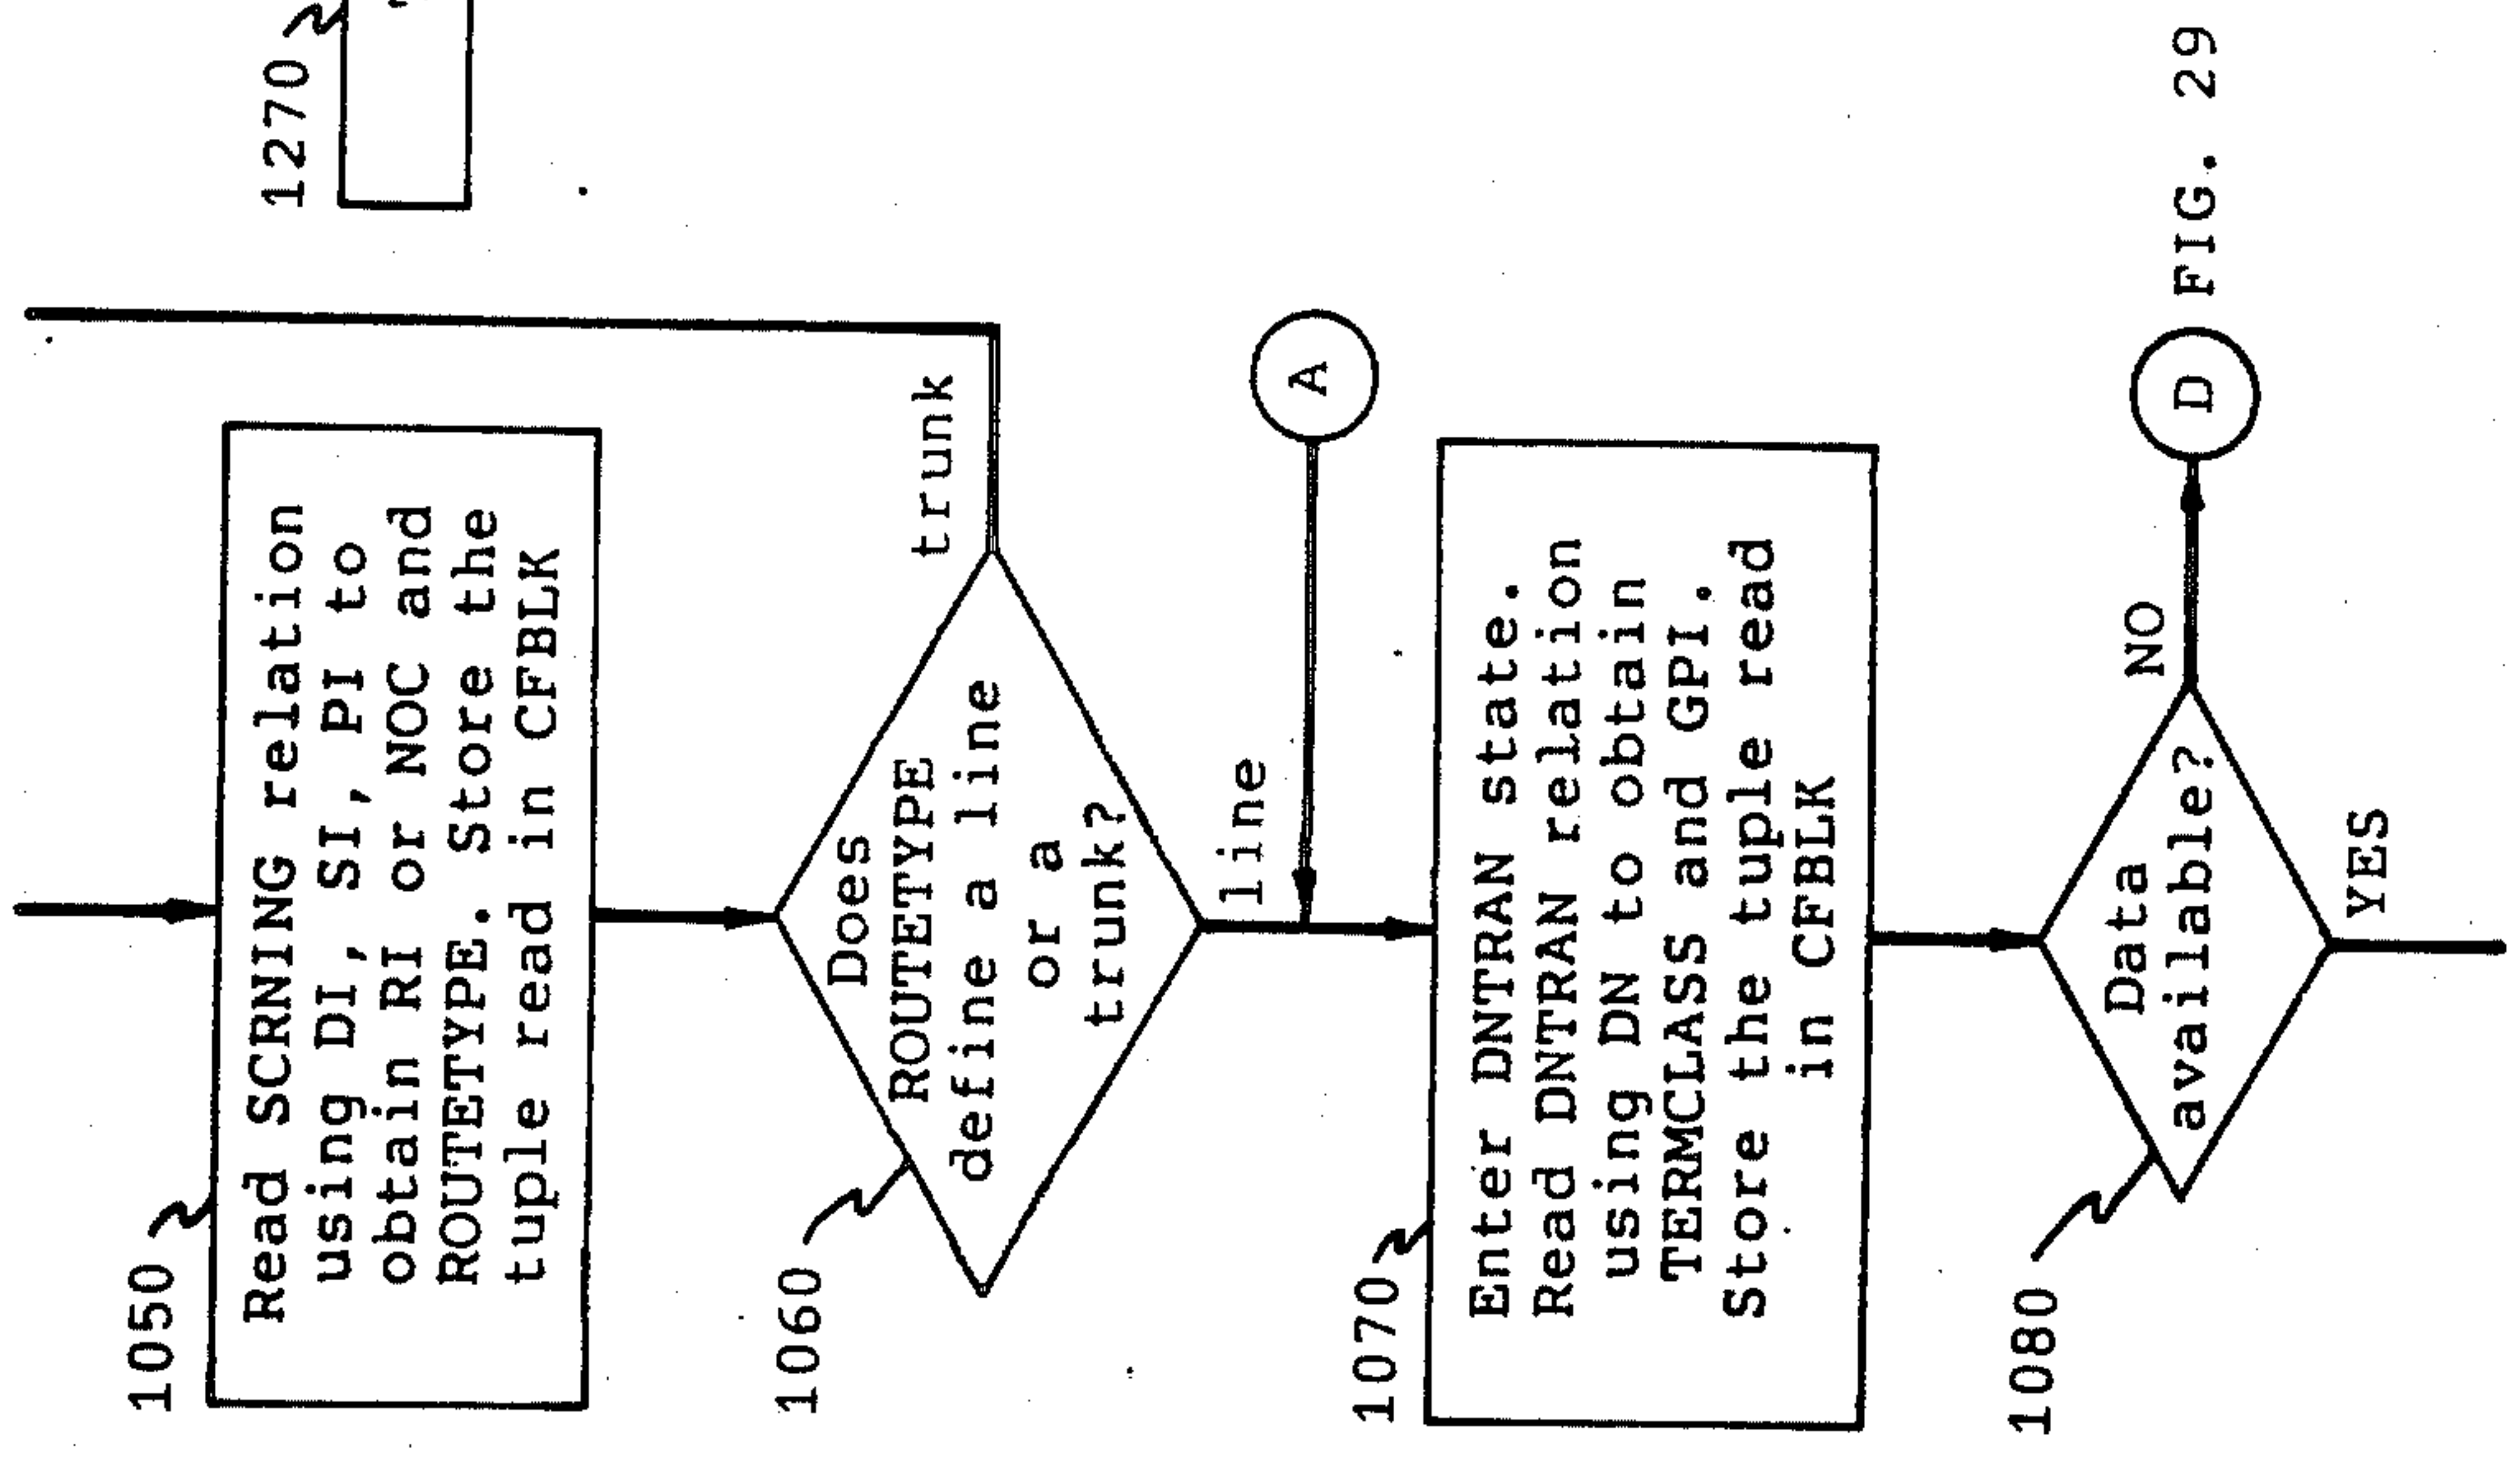 1050
Read SCRNING relation
using DI, SI, PI to
obtain RI or NOC and
ROUTETYPE. Store the
tuple read in CFBLK
1270
1060
Does
ROUTETYPE
define a line
or a
trunk?
trunk
line
A
1070
Enter DNTRAN state.
Read DNTRAN relation
using DN to obtain
TERMCLASS and GPI.
Store the tuple read
in CFBLK
1080
Data
available?
NO
D FIG. 29
YES